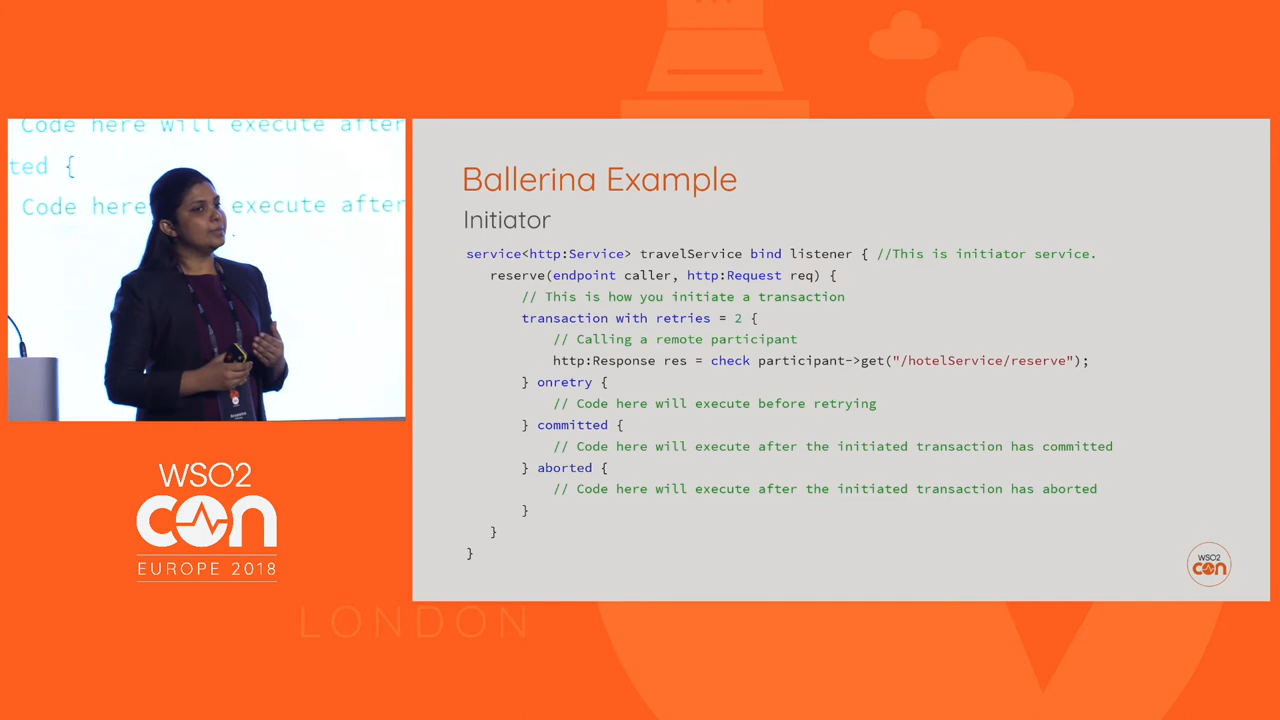 Code here will execute after
ted {
Code here execute after
WSO2
con
EUROPE 2018
LONDON
Ballerina Example
Initiator
service<http:Service> travelService bind listener { //This is initiator service.
reserve(endpoint caller, http:Request req) {
// This is how you initiate a transaction
transaction with retries = 2 {
// Calling a remote participant
http:Response res = check participant->get("/hotelService/reserve");
} onretry {
// Code here will execute before retrying
} committed {
// Code here will execute after the initiated transaction has committed
} aborted {
// Code here will execute after the initiated transaction has aborted
}
}
}
WSO2
con